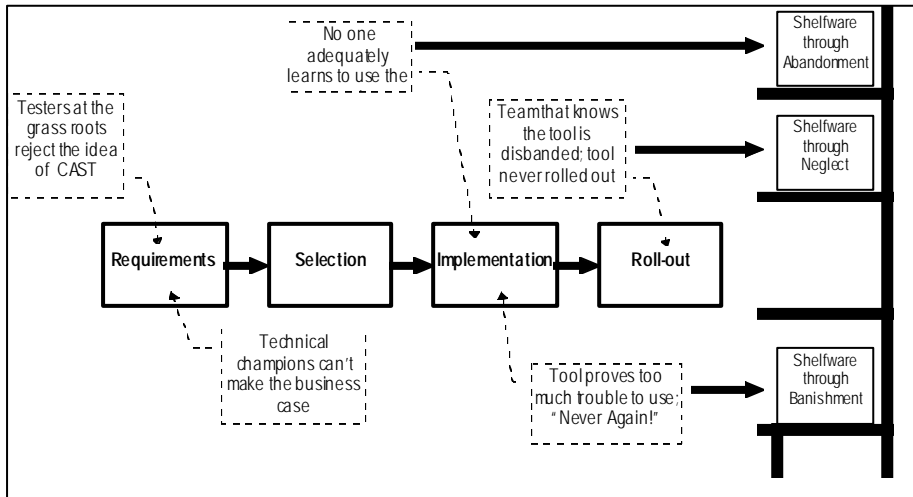 No one
adequately
learns to use the
Shelfware
through
Abandonment
Testers at the
grass roots
reject the idea
of CAST
Team that knows
the tool is
disbanded; tool
never rolled out
Shelfware
through
Neglect
Requirements
Selection
Implementation
Roll-out
Technical
champions can't
make the business
case
Tool proves too
much trouble to use;
"Never Again!"
Shelfware
through
Banishment